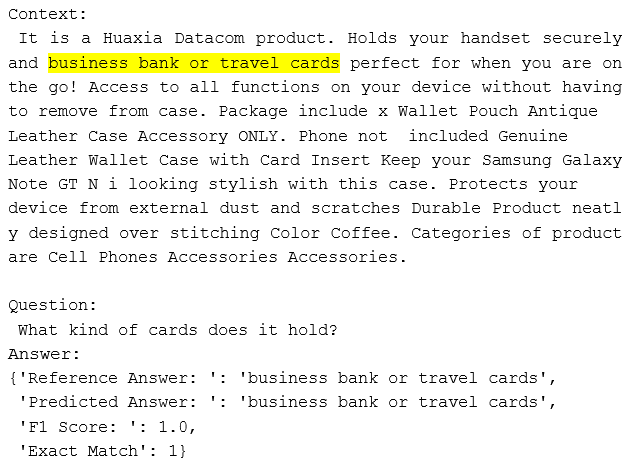 Context:
It is a Huaxia Datacom product. Holds your handset securely
and business bank or travel cards perfect for when you are on
the go! Access to all functions on your device without having
to remove from case. Package include x Wallet Pouch Antique
Leather Case Accessory ONLY. Phone not  included Genuine
Leather Wallet Case with Card Insert Keep your Samsung Galaxy
Note GT N i looking stylish with this case. Protects your
device from external dust and scratches Durable Product neatl
y designed over stitching Color Coffee. Categories of product
are Cell Phones Accessories Accessories.

Question:
What kind of cards does it hold?
Answer:
{'Reference Answer: ': 'business bank or travel cards',
'Predicted Answer: ': 'business bank or travel cards',
'F1 Score: ': 1.0,
'Exact Match': 1}